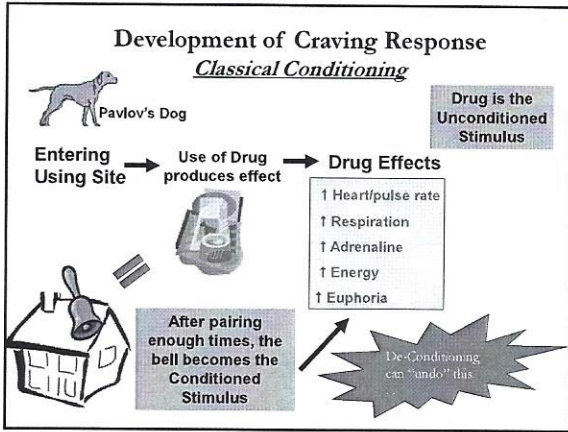 Development of Craving Response
Classical Conditioning
Pavlov's Dog
Drug is the
Unconditioned
Stimulus
Entering
Using Site
Use of Drug
produces effect
Drug Effects
↑ Heart/pulse rate
↑ Respiration
↑ Adrenaline
↑ Energy
↑ Euphoria
After pairing
enough times, the
bell becomes the
Conditioned
Stimulus
De-Conditioning
can "undo" this